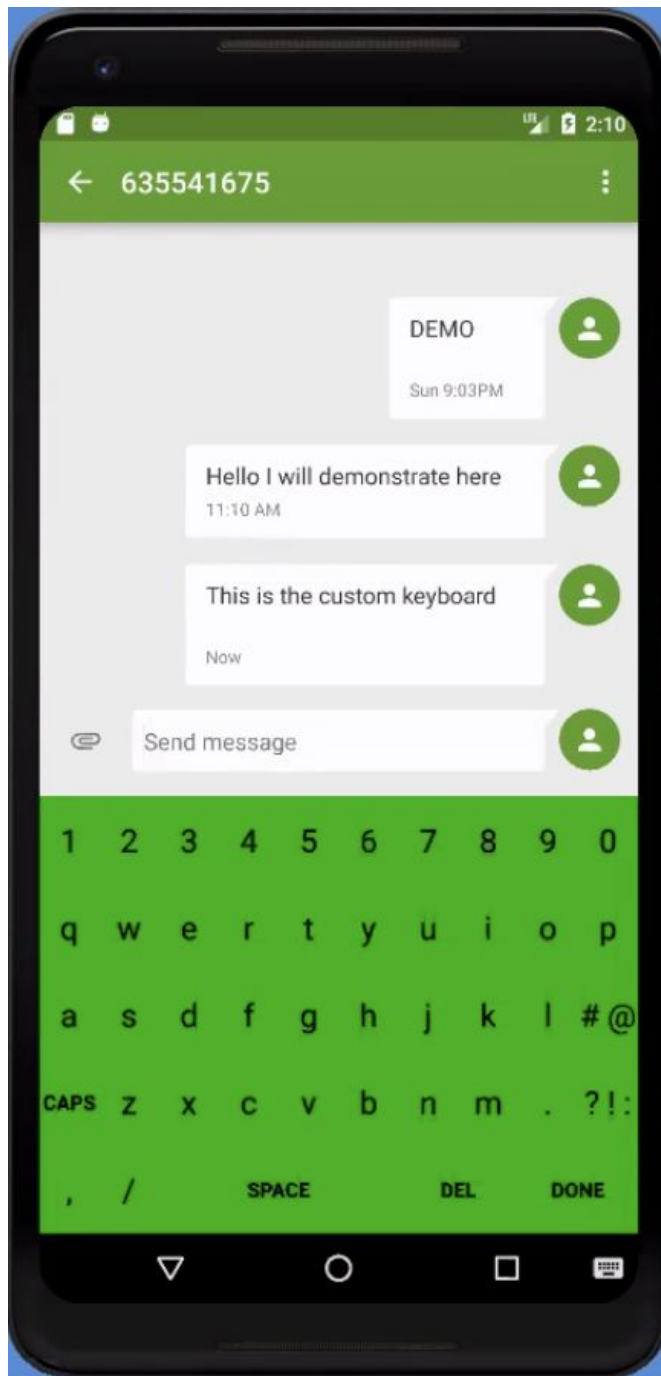 LTE 2:10
635541675
DEMO
Sun 9:03PM
Hello I will demonstrate here
11:10 AM
This is the custom keyboard
Now
Send message
1 2 3 4 5 6 7 8 9 0
q w e r t y u i o p
a s d f g h j k l #@
CAPS z x c v b n m . ?!:
, / SPACE DEL DONE